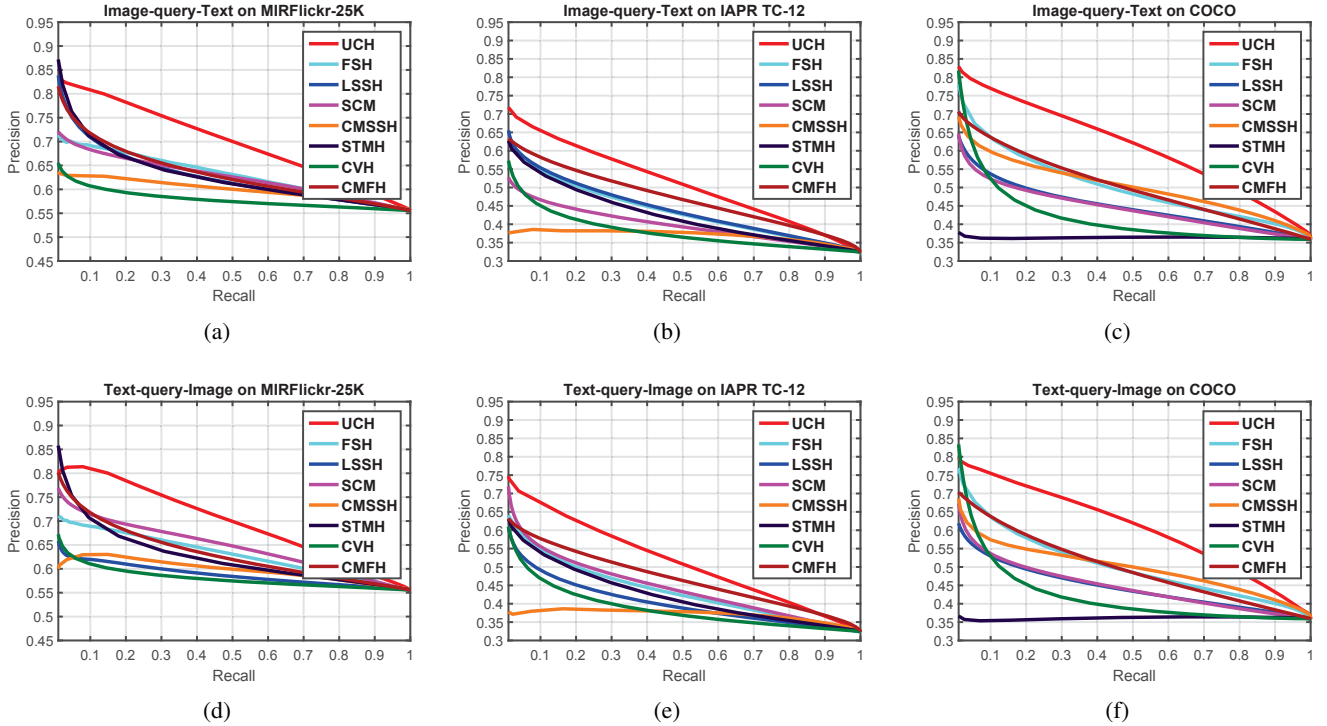 Image-query-Text on MIRFlickr-25K
0.95
0.9
0.85
0.8
0.75
0.7
0.65
0.6
0.55
0.5
0.45
Precision
UCH
FSH
LSSH
SCM
CMSSH
STMH
CVH
CMFH
0.1 0.2 0.3 0.4 0.5 0.6 0.7 0.8 0.9 1
Recall
(a)
Image-query-Text on IAPR TC-12
0.95
0.9
0.85
0.8
0.75
0.7
0.65
0.6
0.55
0.5
0.45
0.4
0.35
0.3
Precision
UCH
FSH
LSSH
SCM
CMSSH
STMH
CVH
CMFH
0.1 0.2 0.3 0.4 0.5 0.6 0.7 0.8 0.9 1
Recall
(b)
Image-query-Text on COCO
0.95
0.9
0.85
0.8
0.75
0.7
0.65
0.6
0.55
0.5
0.45
0.4
0.35
0.3
Precision
UCH
FSH
LSSH
SCM
CMSSH
STMH
CVH
CMFH
0.1 0.2 0.3 0.4 0.5 0.6 0.7 0.8 0.9 1
Recall
(c)
Text-query-Image on MIRFlickr-25K
0.95
0.9
0.85
0.8
0.75
0.7
0.65
0.6
0.55
0.5
0.45
Precision
UCH
FSH
LSSH
SCM
CMSSH
STMH
CVH
CMFH
0.1 0.2 0.3 0.4 0.5 0.6 0.7 0.8 0.9 1
Recall
(d)
Text-query-Image on IAPR TC-12
0.95
0.9
0.85
0.8
0.75
0.7
0.65
0.6
0.55
0.5
0.45
0.4
0.35
0.3
Precision
UCH
FSH
LSSH
SCM
CMSSH
STMH
CVH
CMFH
0.1 0.2 0.3 0.4 0.5 0.6 0.7 0.8 0.9 1
Recall
(e)
Text-query-Image on COCO
0.95
0.9
0.85
0.8
0.75
0.7
0.65
0.6
0.55
0.5
0.45
0.4
0.35
0.3
Precision
UCH
FSH
LSSH
SCM
CMSSH
STMH
CVH
CMFH
0.1 0.2 0.3 0.4 0.5 0.6 0.7 0.8 0.9 1
Recall
(f)